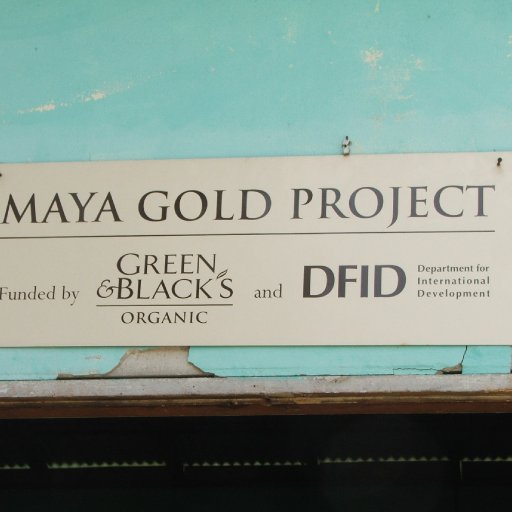 MAYA GOLD PROJECT
Funded by GREEN & BLACK'S ORGANIC and DFID Department for International Development